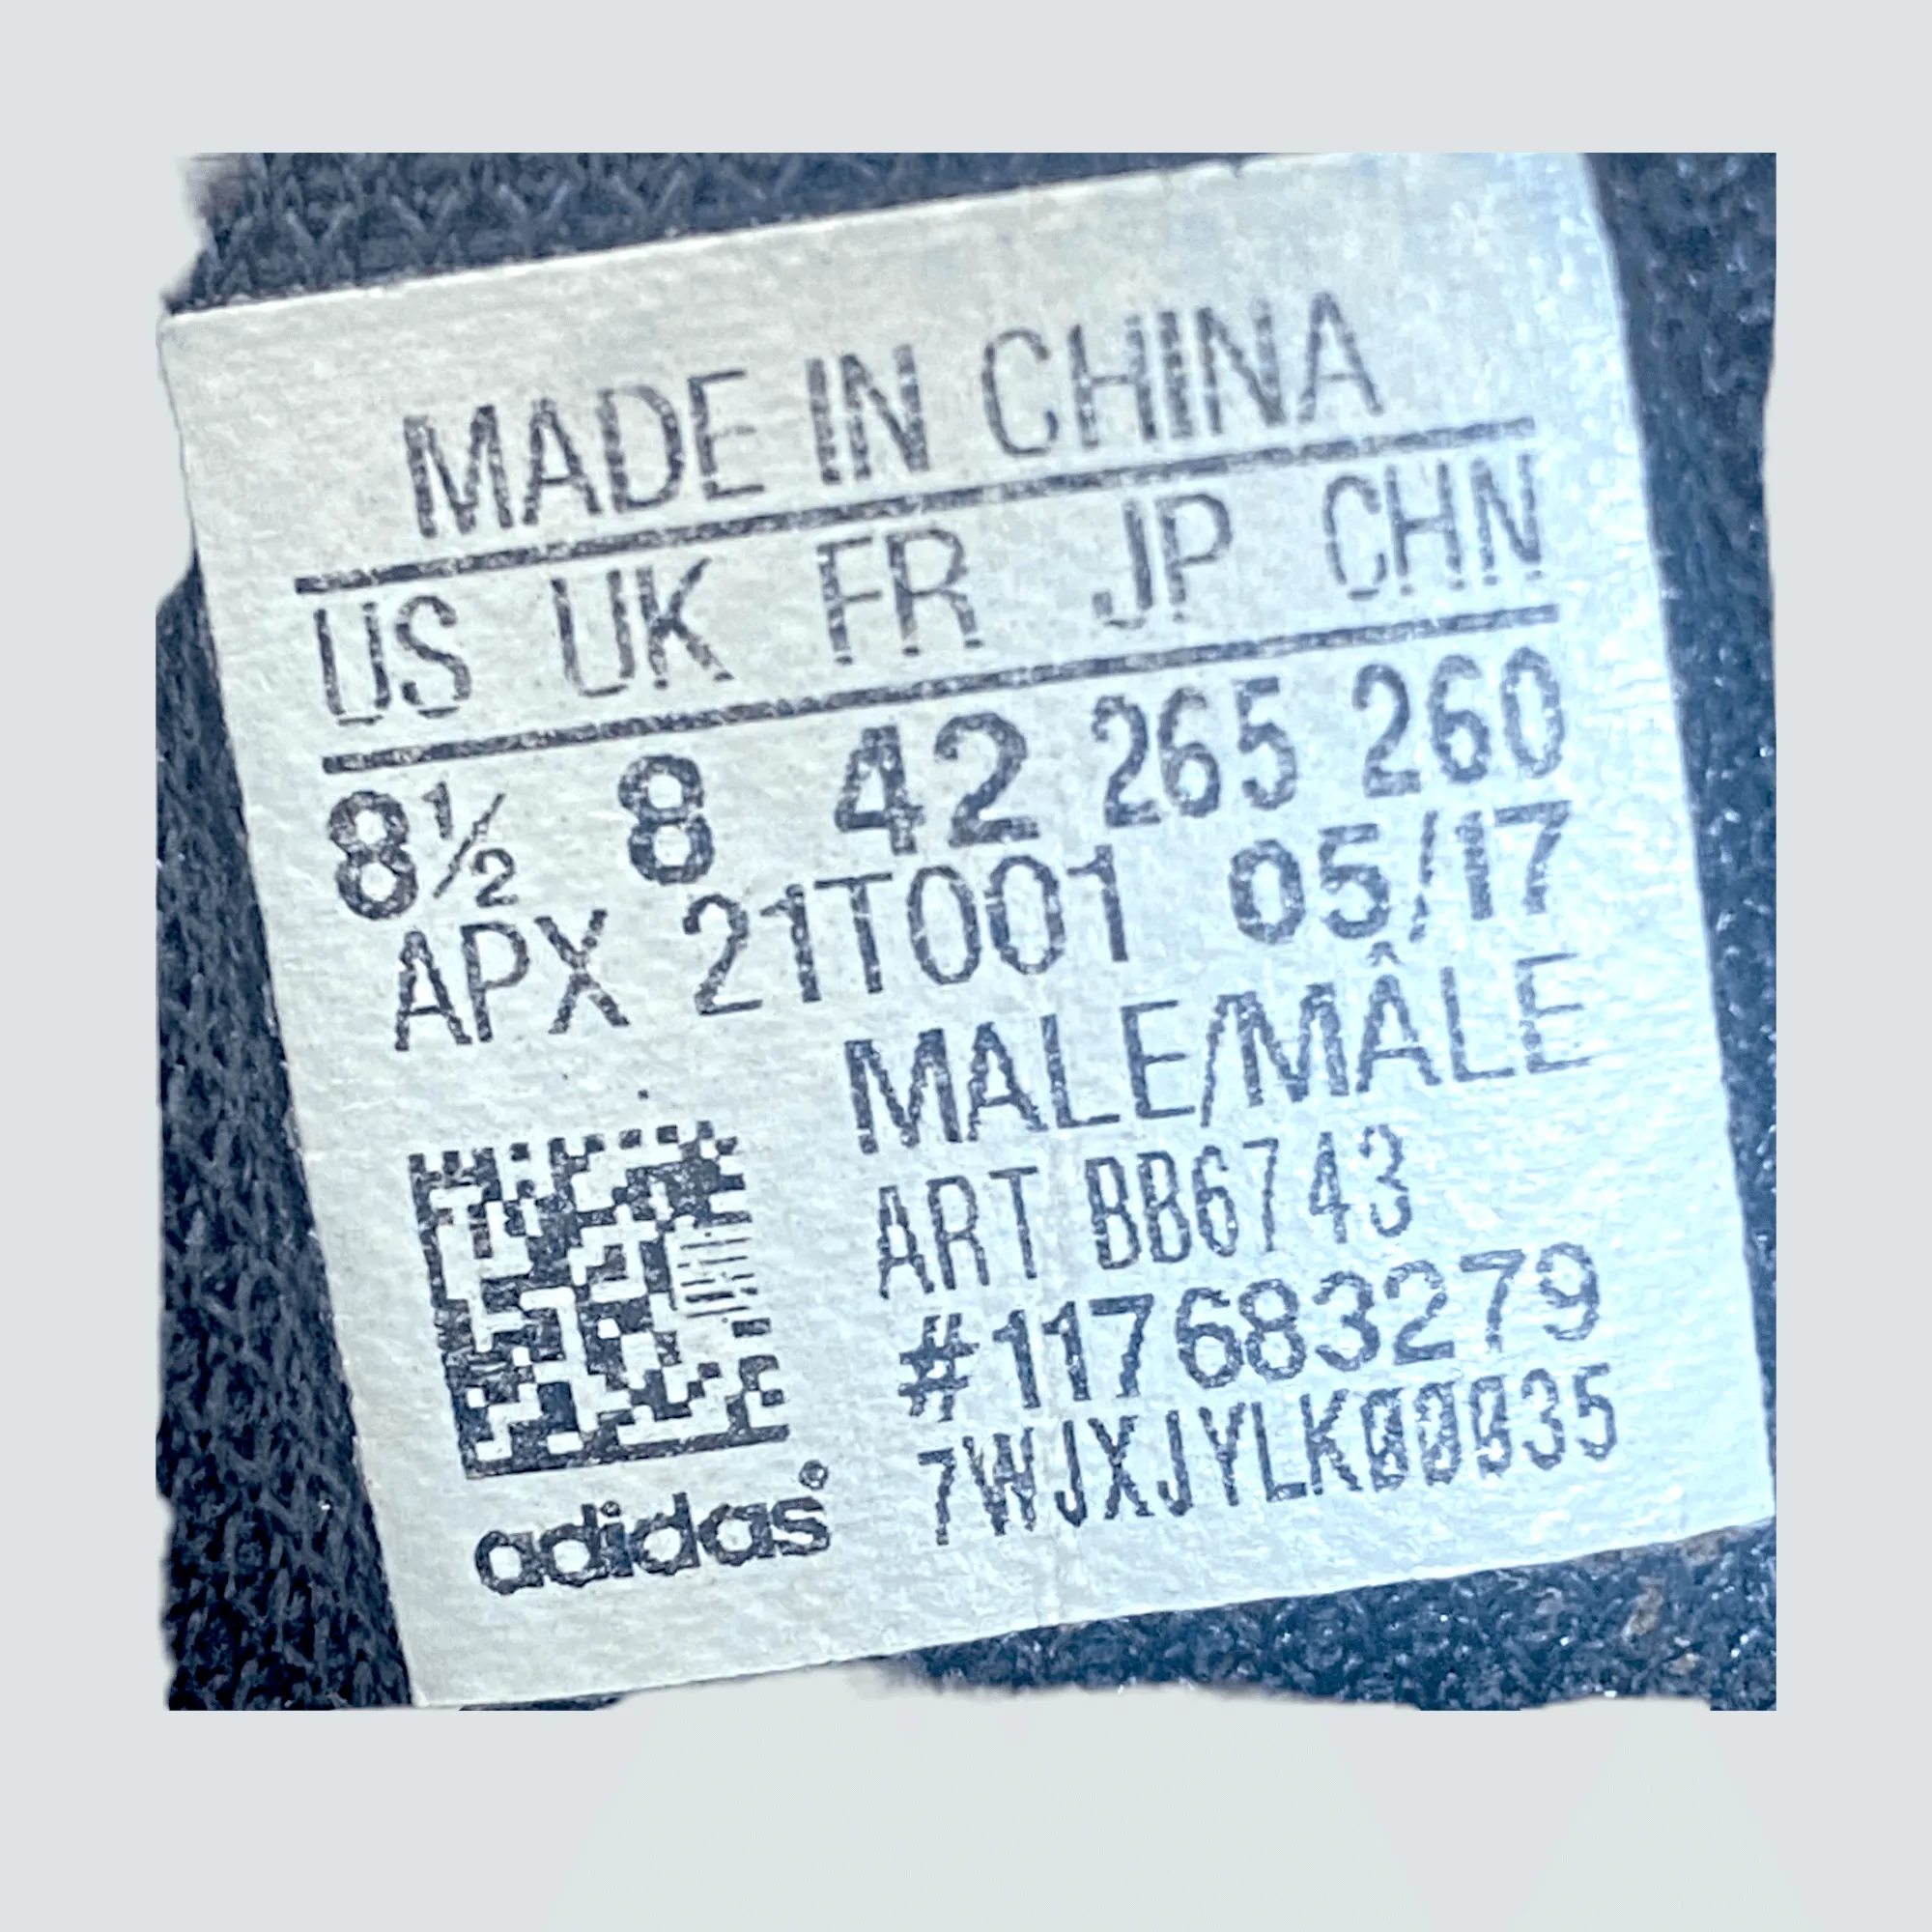 MADE IN CHINA
US UK FR JP CHN
8½ 8 42 265 260
APX 21T001 05/17
MALE/MÂLE
ART BB6743
#117683279
7WJXJYLK00035
adidas®